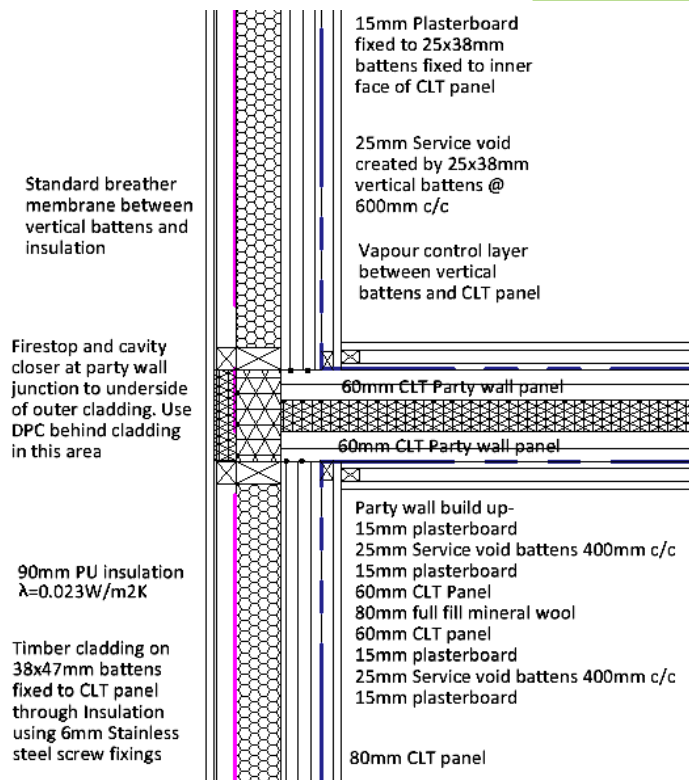 15mm Plasterboard
fixed to 25x38mm
battens fixed to inner
face of CLT panel
25mm Service void
created by 25x38mm
vertical battens @
600mm c/c
Standard breather
membrane between
vertical battens and
insulation
Vapour control layer
between vertical
battens and CLT panel
Firestop and cavity
closer at party wall
junction to underside
of outer cladding. Use
DPC behind cladding
in this area
60mm CLT Party wall panel
60mm CLT Party wall panel
Party wall build up-
15mm plasterboard
25mm Service void battens 400mm c/c
15mm plasterboard
60mm CLT Panel
80mm full fill mineral wool
60mm CLT panel
15mm plasterboard
25mm Service void battens 400mm c/c
15mm plasterboard
90mm PU insulation
λ=0.023W/m2K
Timber cladding on
38x47mm battens
fixed to CLT panel
through Insulation
using 6mm Stainless
steel screw fixings
80mm CLT panel